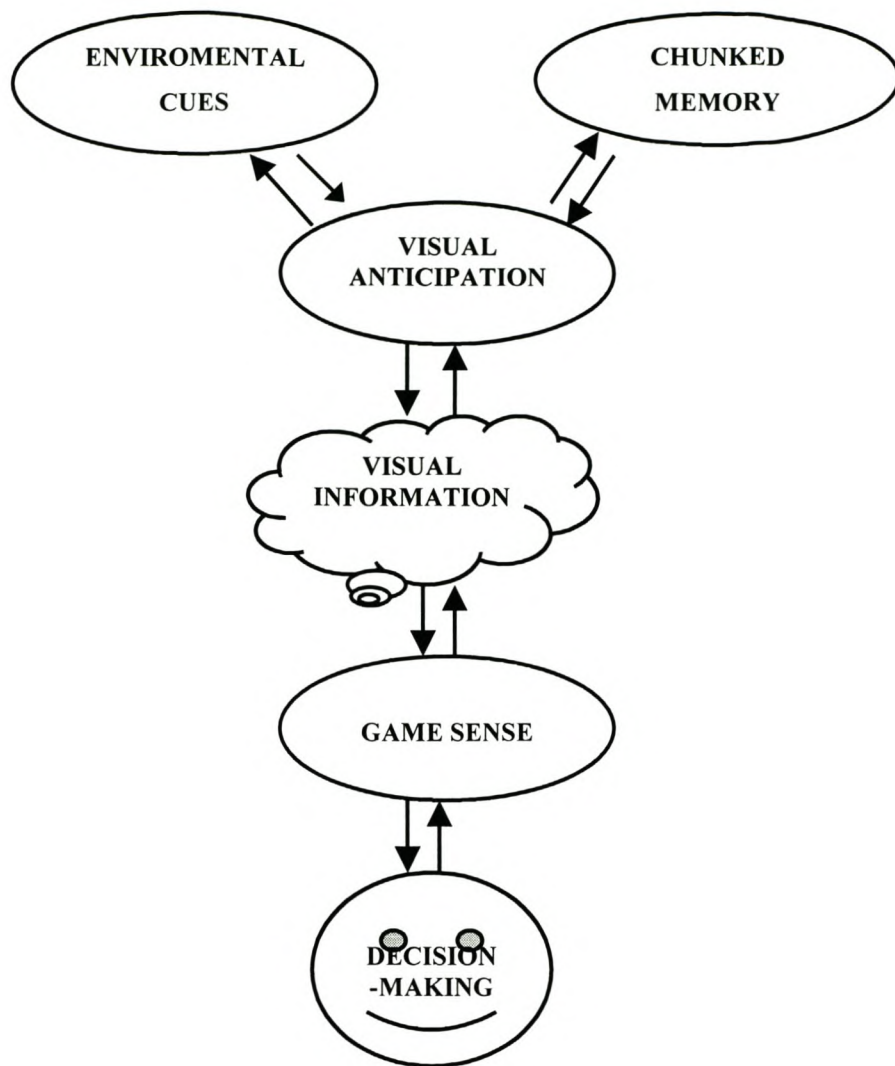 ENVIROMENTAL
CUES
CHUNKED
MEMORY
VISUAL
ANTICIPATION
VISUAL
INFORMATION
GAME SENSE
DECISION
-MAKING